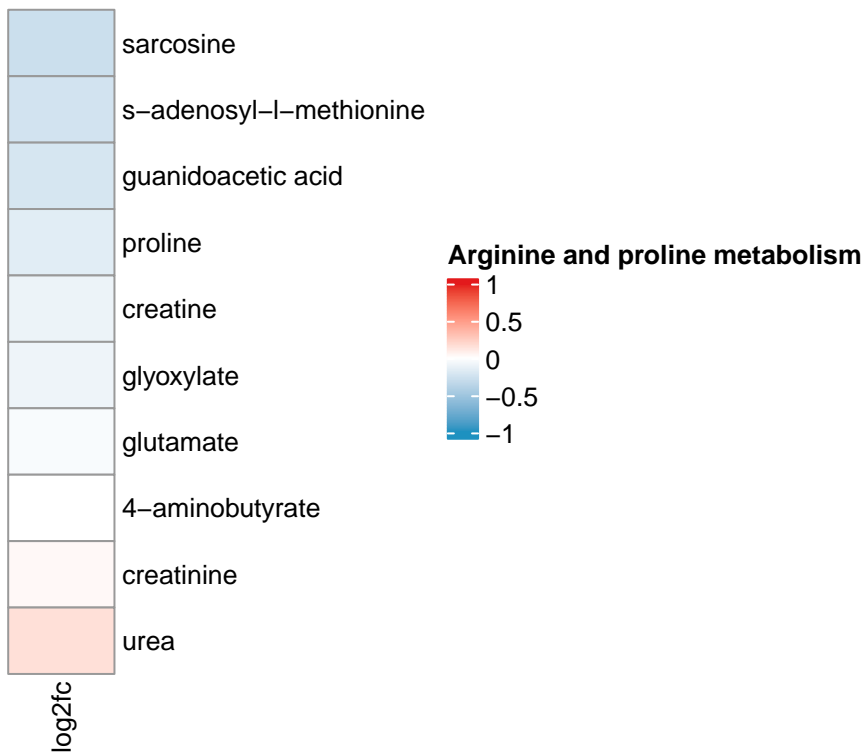 sarcosine
s−adenosyl−l−methionine
guanidoacetic acid
proline
creatine
glyoxylate
glutamate
4−aminobutyrate
creatinine
urea
log2fc
Arginine and proline metabolism
1
0.5
0
−0.5
−1